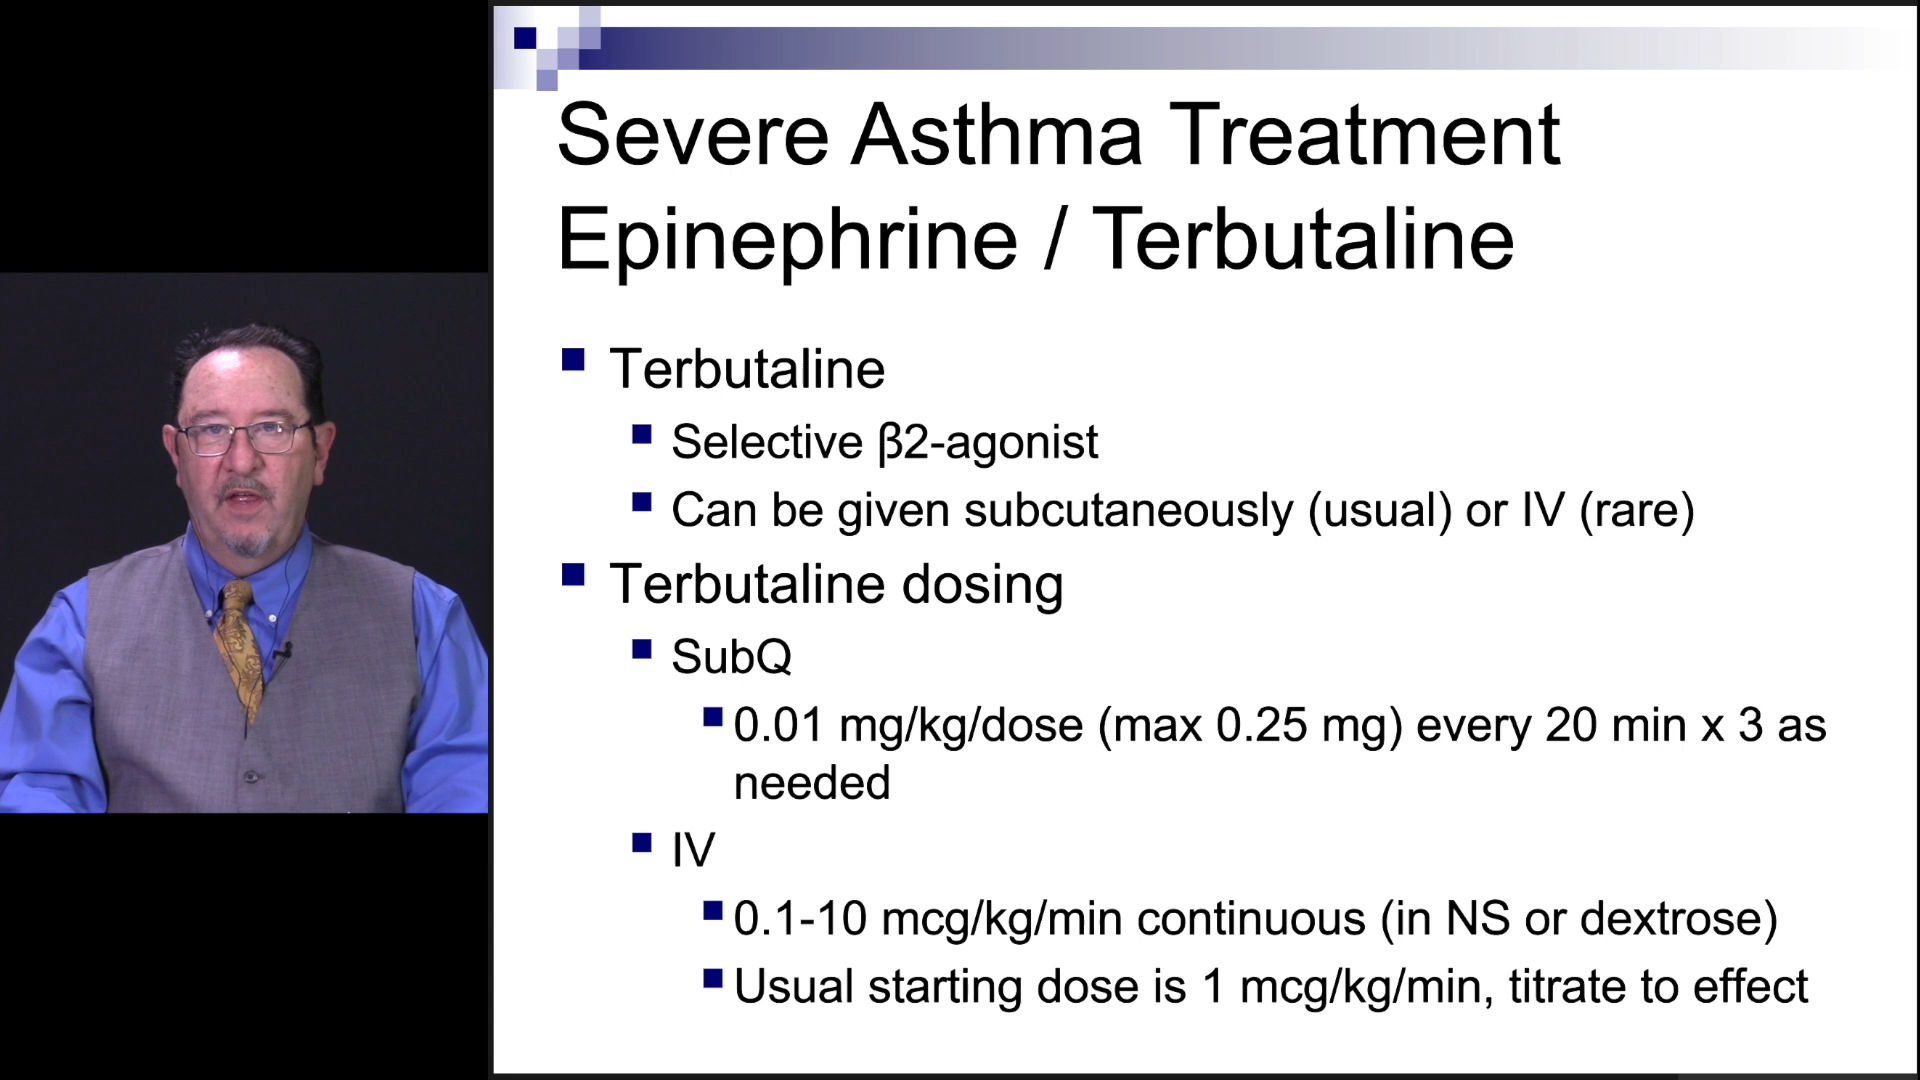 Severe Asthma Treatment
Epinephrine / Terbutaline
Terbutaline
Selective β2-agonist
Can be given subcutaneously (usual) or IV (rare)
Terbutaline dosing
SubQ
0.01 mg/kg/dose (max 0.25 mg) every 20 min x 3 as
needed
IV
0.1-10 mcg/kg/min continuous (in NS or dextrose)
Usual starting dose is 1 mcg/kg/min, titrate to effect